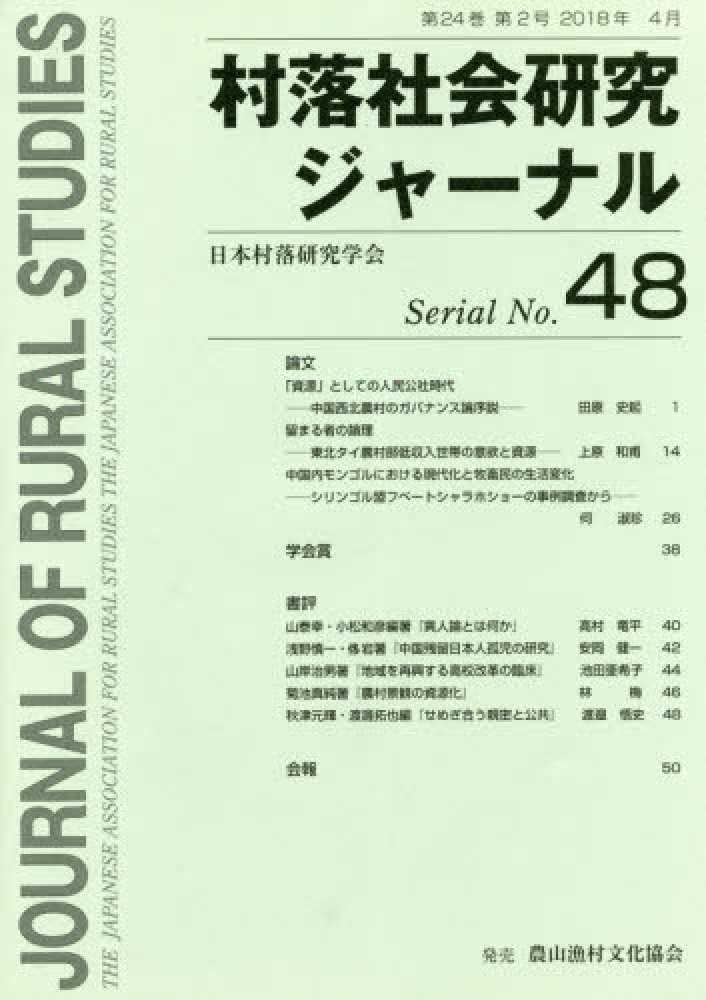 第24巻 第2号 2018年 4月
村落社会研究
ジャーナル
日本村落研究学会
Serial No. 48
論文
「資源」としての人民公社時代
──中国西北農村のガバナンス論序説── 田原 史起 1
留まる者の論理
──東北タイ農村部低収入世帯の意欲と資源── 上原 和甫 14
中国内モンゴルにおける現代化と牧畜民の生活変化
──シリンゴル盟フベートシャラホショーの事例調査から──
何 淑珍 26
学会賞 38
書評
山泰幸・小松和彦編著『異人論とは何か』 高村 竜平 40
浅野慎一・佟岩著『中国残留日本人孤児の研究』 安岡 健一 42
山岸治男著『地域を再興する高校改革の臨床』 池田亜希子 44
菊池真純著『農村景観の資源化』 林 梅 46
秋津元輝・渡邊拓也編『せめぎ合う親密と公共』 渡邉 悟史 48
会報 50
発売 農山漁村文化協会
JOURNAL OF RURAL STUDIES
THE JAPANESE ASSOCIATION FOR RURAL STUDIES THE JAPANESE ASSOCIATION FOR RURAL STUDIES